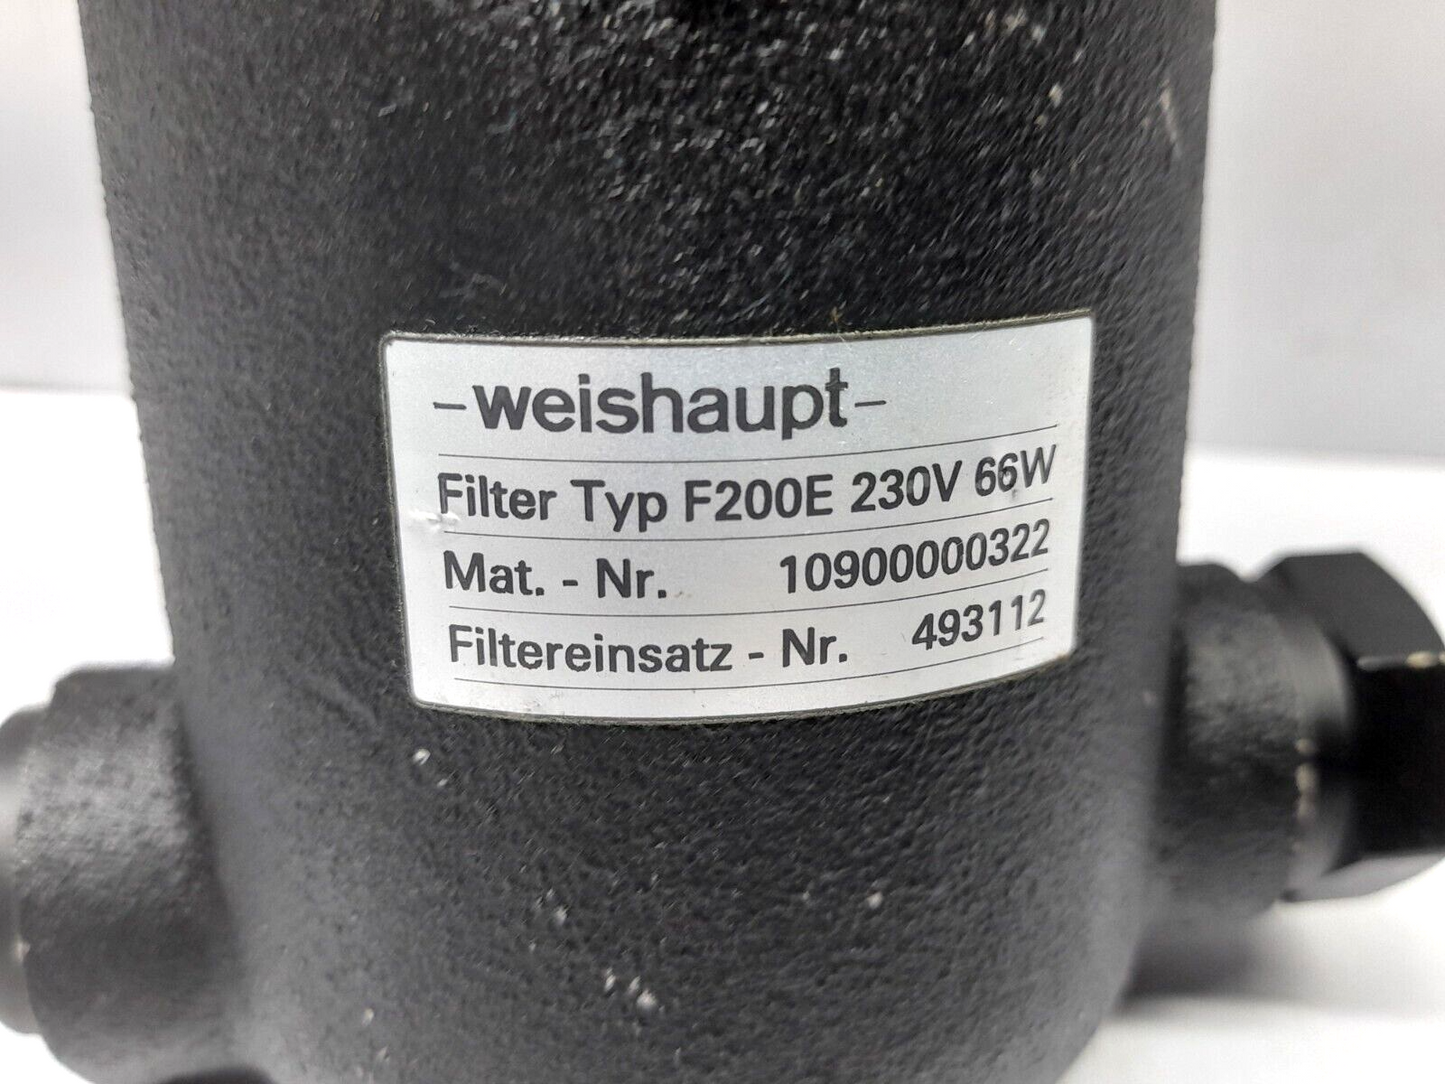 -weishaupt-
Filter Typ F200E 230V 66W
Mat. - Nr. 10900000322
Filtereinsatz - Nr. 493112